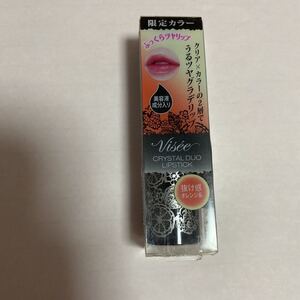 限定カラー
ふっくらツヤリップ
クリア×カラーの2層で
うるツヤグラデリップ
美容液
成分入り
Visée
CRYSTAL DUO
LIPSTICK
抜け感
オレンジ系